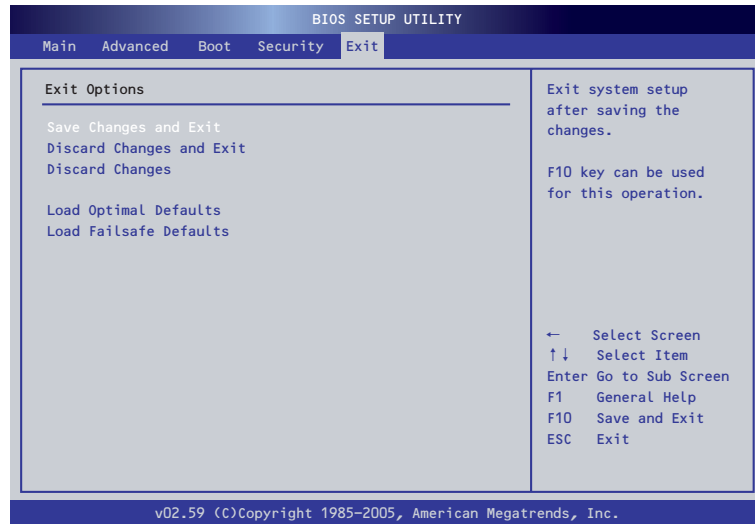 BIOS SETUP UTILITY
Main Advanced Boot Security Exit
Exit Options
Save Changes and Exit
Discard Changes and Exit
Discard Changes
Load Optimal Defaults
Load Failsafe Defaults
Exit system setup
after saving the
changes.
F10 key can be used
for this operation.
← Select Screen
↑↓ Select Item
Enter Go to Sub Screen
F1 General Help
F10 Save and Exit
ESC Exit
v02.59 (C)Copyright 1985-2005, American Megatrends, Inc.